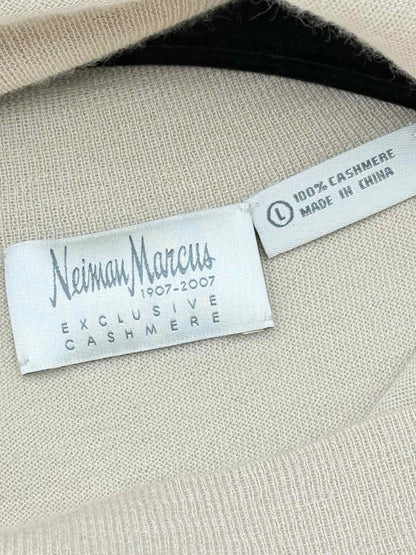 Neiman Marcus
1907-2007
EXCLUSIVE
CASHMERE
L
100% CASHMERE
MADE IN CHINA